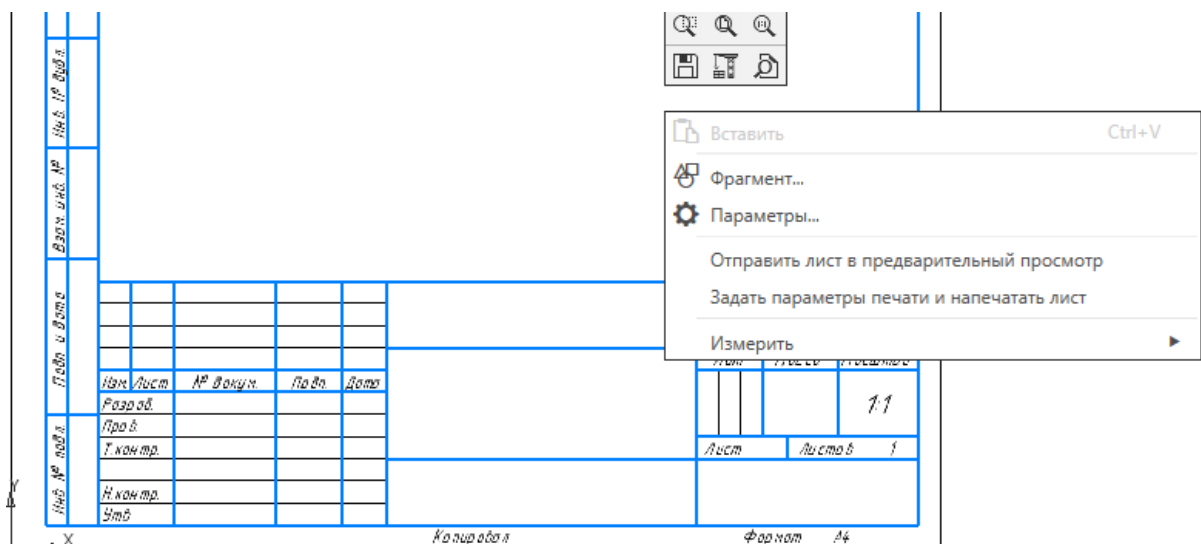 Инв. № дубл.
Взам. инв. №
Подп. и дата
Инв. № подл.
Вставить Ctrl+V
Фрагмент...
Параметры...
Отправить лист в предварительный просмотр
Задать параметры печати и напечатать лист
Измерить
Изм. Лист № докум. Подп. Дата
Разраб.
Пров.
Т.контр.
Н.контр.
Утв.
1:1
Лист Листов 1
Копировал Формат А4
Y
X